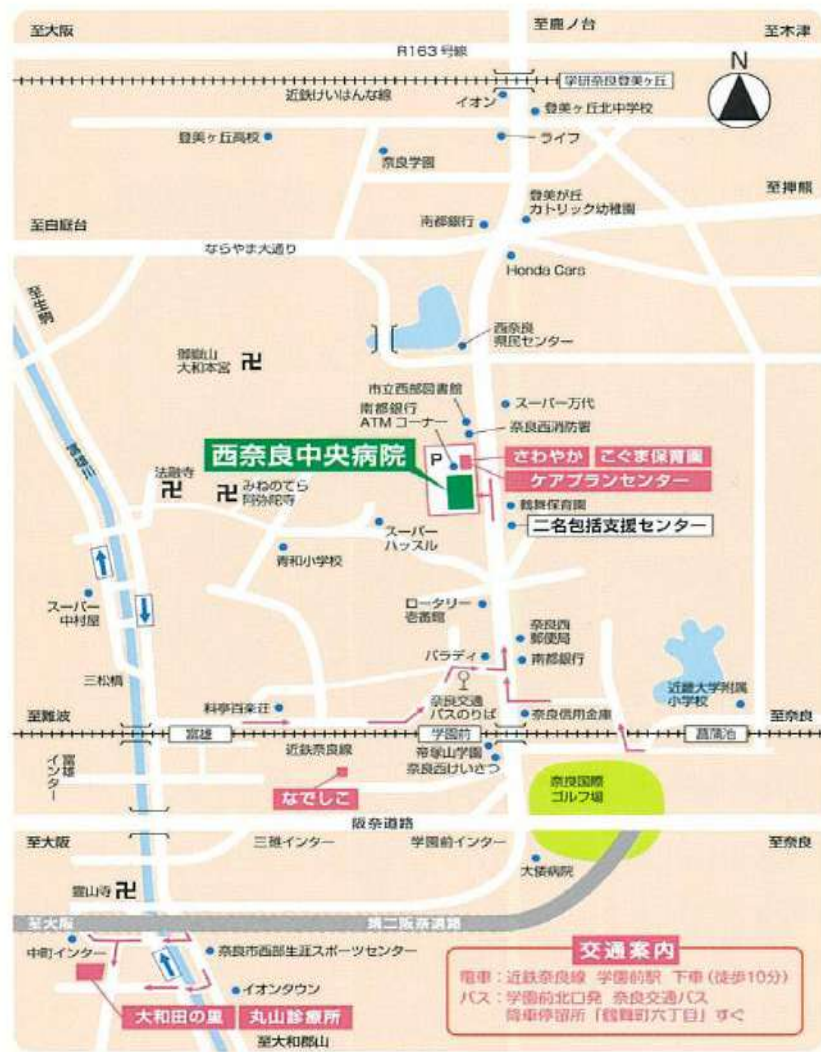 至大阪
至鹿ノ台
至木津
R163号線
N
学研奈良登美ヶ丘
近鉄けいはんな線
イオン
登美ヶ丘北中学校
登美ヶ丘高校
ライフ
奈良学園
至押熊
登美が丘
カトリック幼稚園
至白庭台
南都銀行
ならやま大通り
Honda Cars
至生駒
西奈良
県民センター
御嶽山
大和本宮
卍
市立西部図書館
スーパー万代
南都銀行
ATMコーナー
奈良西消防署
西奈良中央病院
P
さわやか
こぐま保育園
ケアプランセンター
富雄川
法融寺
卍
卍
みねのてら
阿弥陀寺
鶴舞保育園
二名包括支援センター
スーパー
ハッスル
青和小学校
スーパー
中村屋
ロータリー
壱番館
奈良西
郵便局
パラディ
南都銀行
三松橋
近畿大学附属
小学校
料亭百楽荘
奈良交通
バスのりば
奈良信用金庫
至難波
富雄
学園前
菖蒲池
至奈良
近鉄奈良線
帝塚山学園
奈良西けいさつ
富雄
インター
なでしこ
奈良国際
ゴルフ場
阪奈道路
至大阪
三碓インター
学園前インター
至奈良
大倭病院
霊山寺
卍
至大阪
第二阪奈道路
中町インター
奈良市西部生涯スポーツセンター
イオンタウン
大和田の里
丸山診療所
至大和郡山
交通案内
電車：近鉄奈良線 学園前駅 下車(徒歩10分)
バス：学園前北口発 奈良交通バス
降車停留所「鶴舞町六丁目」すぐ